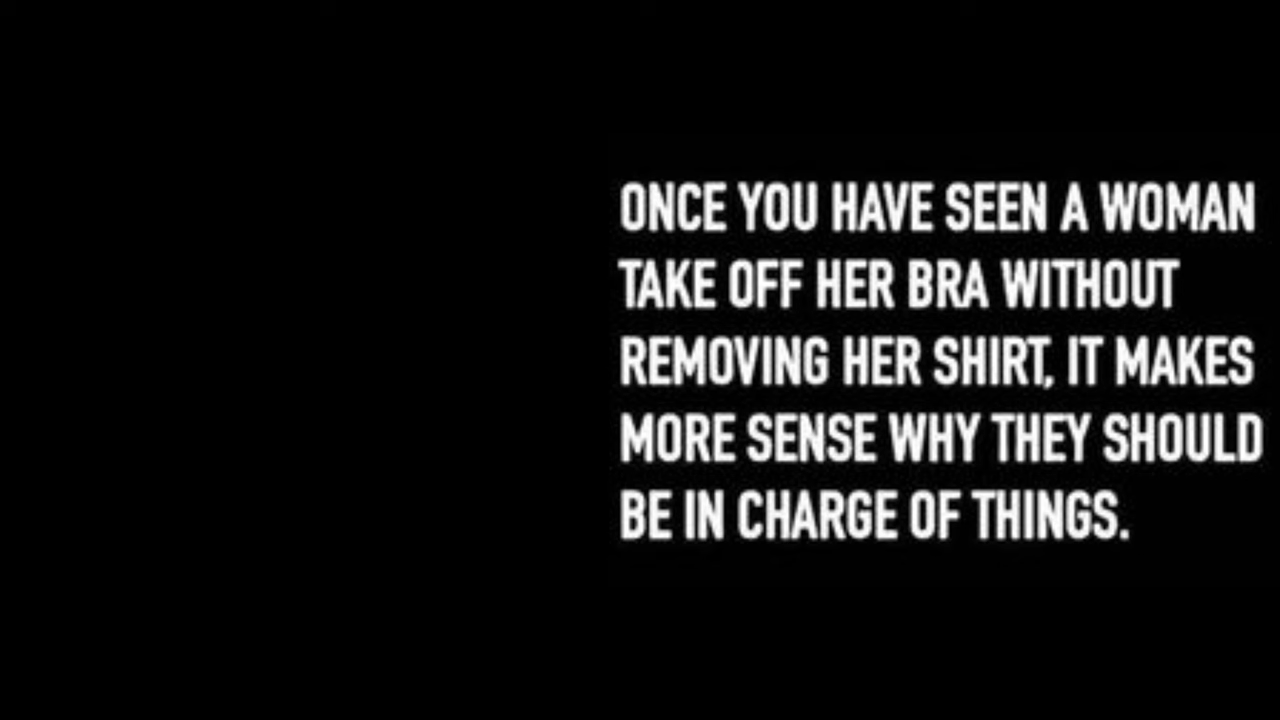 ONCE YOU HAVE SEEN A WOMAN
TAKE OFF HER BRA WITHOUT
REMOVING HER SHIRT, IT MAKES
MORE SENSE WHY THEY SHOULD
BE IN CHARGE OF THINGS.